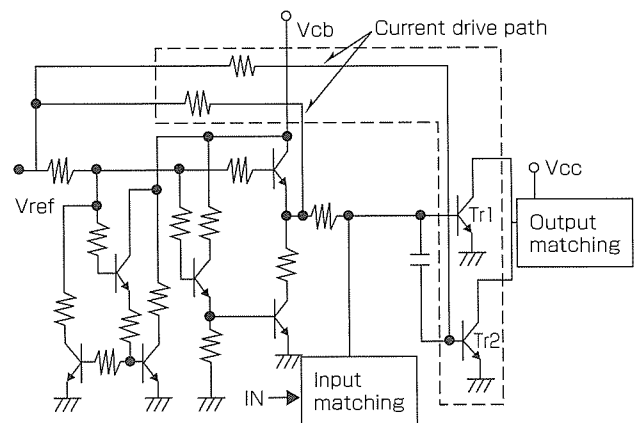 Vcb
Current drive path
Vref
Tr1
Vcc
Output
matching
Tr2
IN
Input
matching